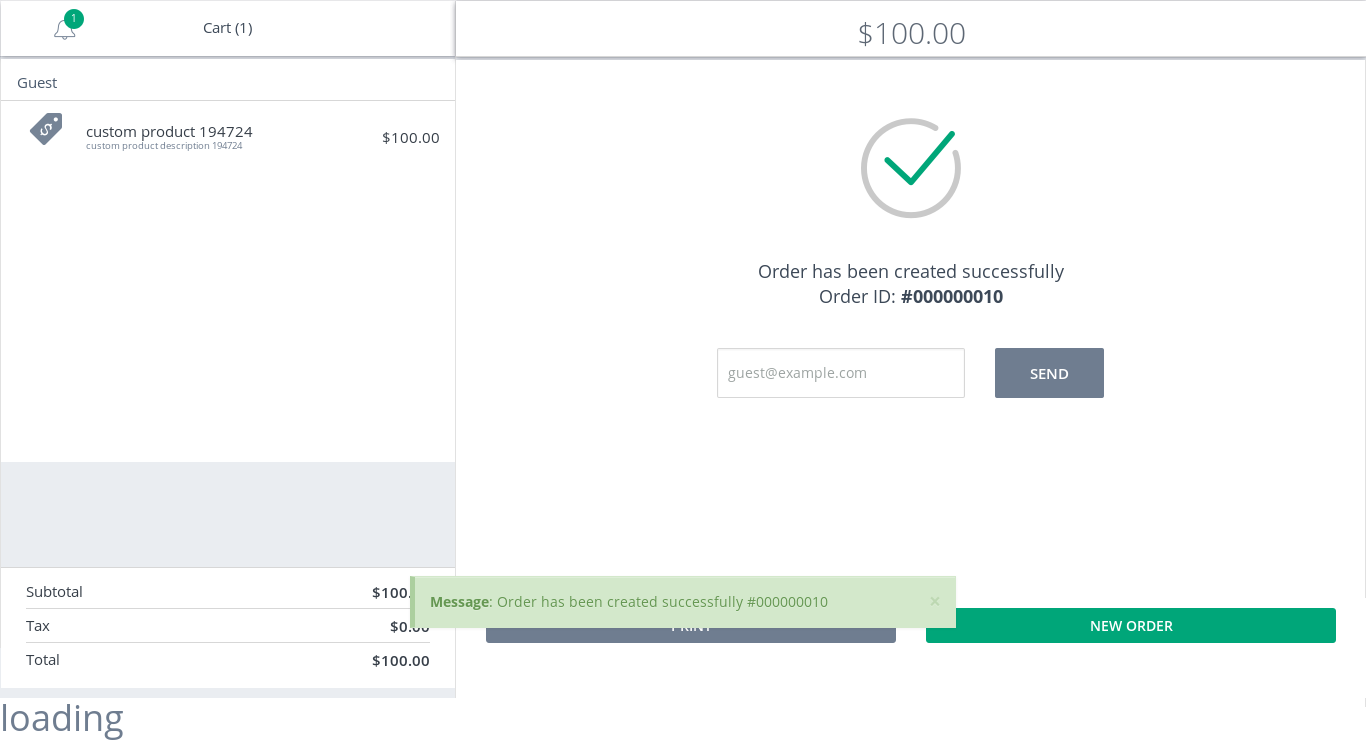 1
Cart (1)
$100.00
Guest
custom product 194724
custom product description 194724
$100.00
Order has been created successfully
Order ID: #000000010
guest@example.com
SEND
Subtotal
$100.
Message: Order has been created successfully #000000010
×
Tax
$0.00
PRINT
NEW ORDER
Total
$100.00
loading